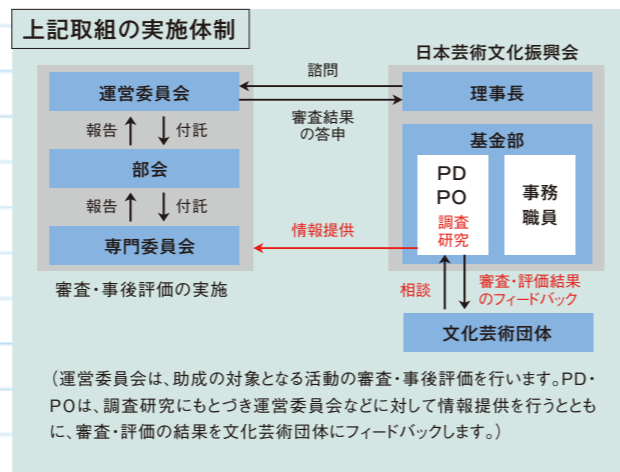 上記取組の実施体制
日本芸術文化振興会
運営委員会
諮問
理事長
審査結果
の答申
報告
付託
部会
報告
付託
専門委員会
審査・事後評価の実施
基金部
PD
PO
調査
研究
事務
職員
情報提供
相談
審査・評価結果
のフィードバック
文化芸術団体
(運営委員会は、助成の対象となる活動の審査・事後評価を行います。PD・
POは、調査研究にもとづき運営委員会などに対して情報提供を行うととも
に、審査・評価の結果を文化芸術団体にフィードバックします。)